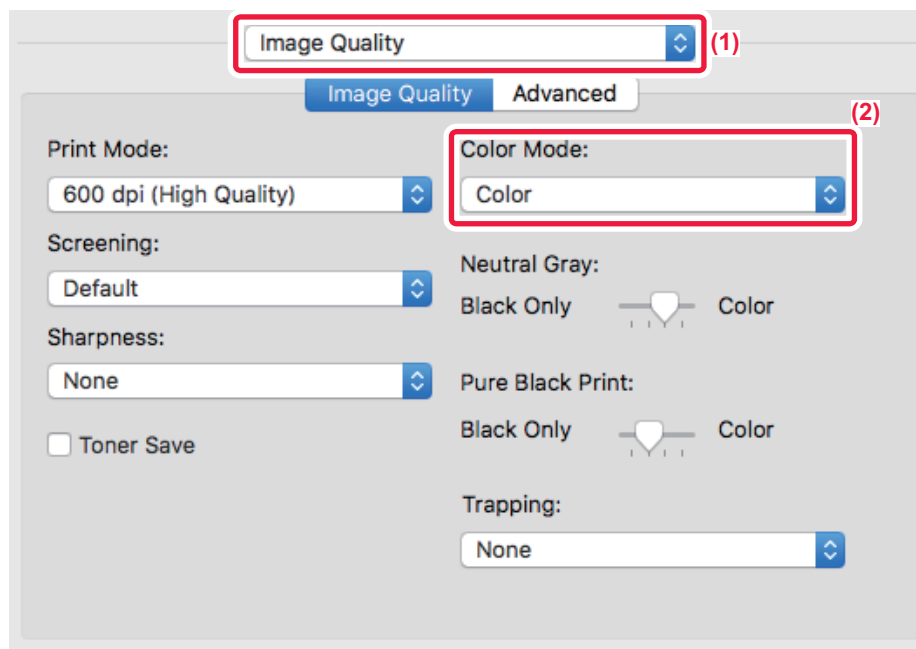 Image Quality
(1)
Image Quality Advanced
(2)
Print Mode:
600 dpi (High Quality)
Screening:
Default
Sharpness:
None
Toner Save
Color Mode:
Color
Neutral Gray:
Black Only Color
Pure Black Print:
Black Only Color
Trapping:
None